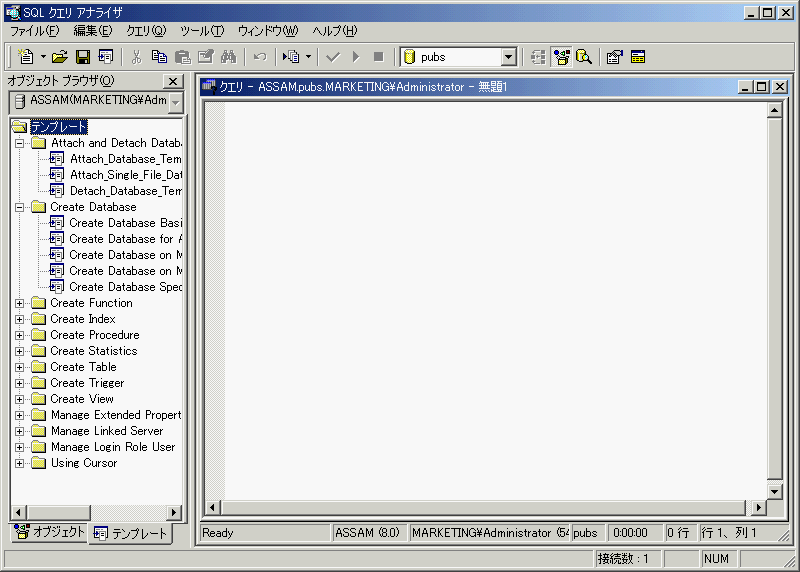 SQL クエリ アナライザ
ファイル(F) 編集(E) クエリ(Q) ツール(T) ウィンドウ(W) ヘルプ(H)
pubs
オブジェクト ブラウザ(O)
ASSAM(MARKETING¥Adm
テンプレート
Attach and Detach Databa
Attach_Database_Tem
Attach_Single_File_Dat
Detach_Database_Tem
Create Database
Create Database Basi
Create Database for A
Create Database on M
Create Database on M
Create Database Spec
Create Function
Create Index
Create Procedure
Create Statistics
Create Table
Create Trigger
Create View
Manage Extended Propert
Manage Linked Server
Manage Login Role User
Using Cursor
オブジェクト テンプレート
クエリ - ASSAM.pubs.MARKETING¥Administrator - 無題1
Ready ASSAM (8.0) MARKETING¥Administrator (54 pubs 0:00:00 0 行 行 1、列 1
接続数 : 1 NUM